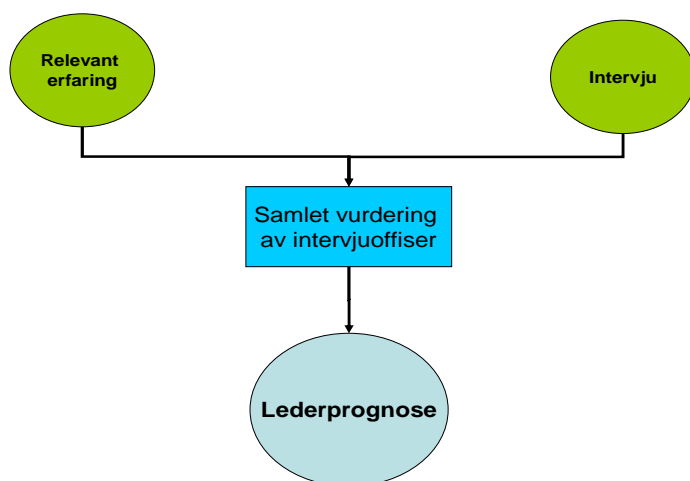 Relevant
erfaring
Intervju
Samlet vurdering
av intervjuoffiser
Lederprognose